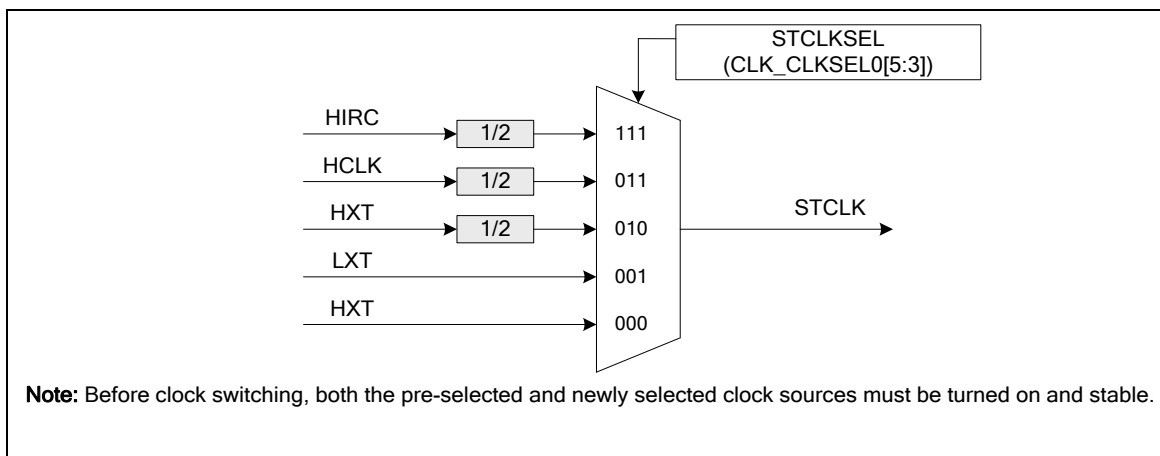 STCLKSEL
(CLK_CLKSEL0[5:3])
HIRC
1/2
111
HCLK
1/2
011
HXT
1/2
010
STCLK
LXT
001
HXT
000
Note: Before clock switching, both the pre-selected and newly selected clock sources must be turned on and stable.